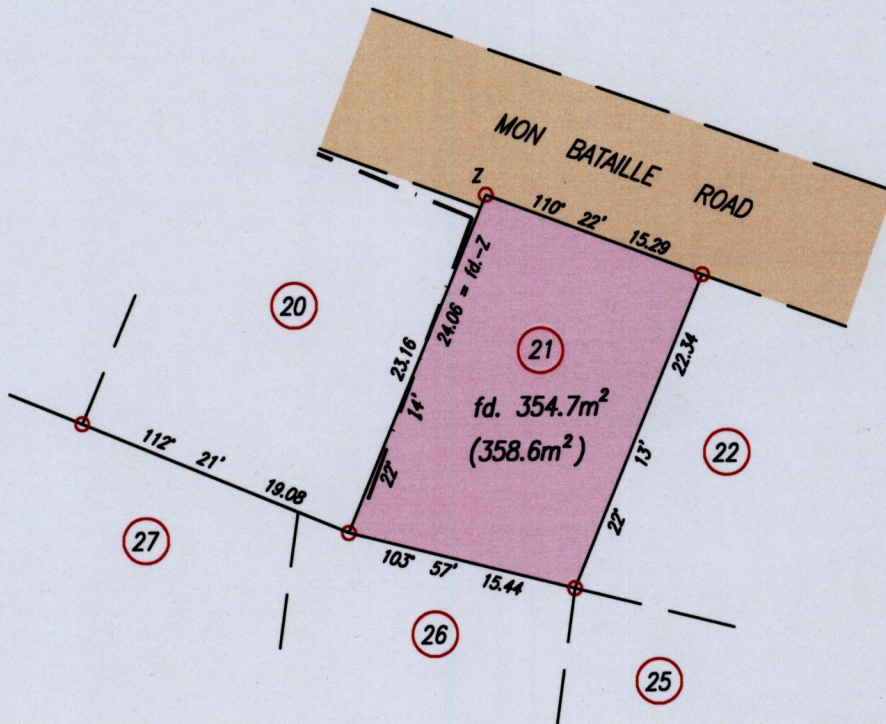 MON BATAILLE ROAD
Z
110° 22' 15.29
20
23.16
24.06 = fd.-Z
14'
22°
21
fd. 354.7m²
(358.6m²)
22.34
13'
22°
22
112° 21' 19.08
27
103° 57' 15.44
26
25